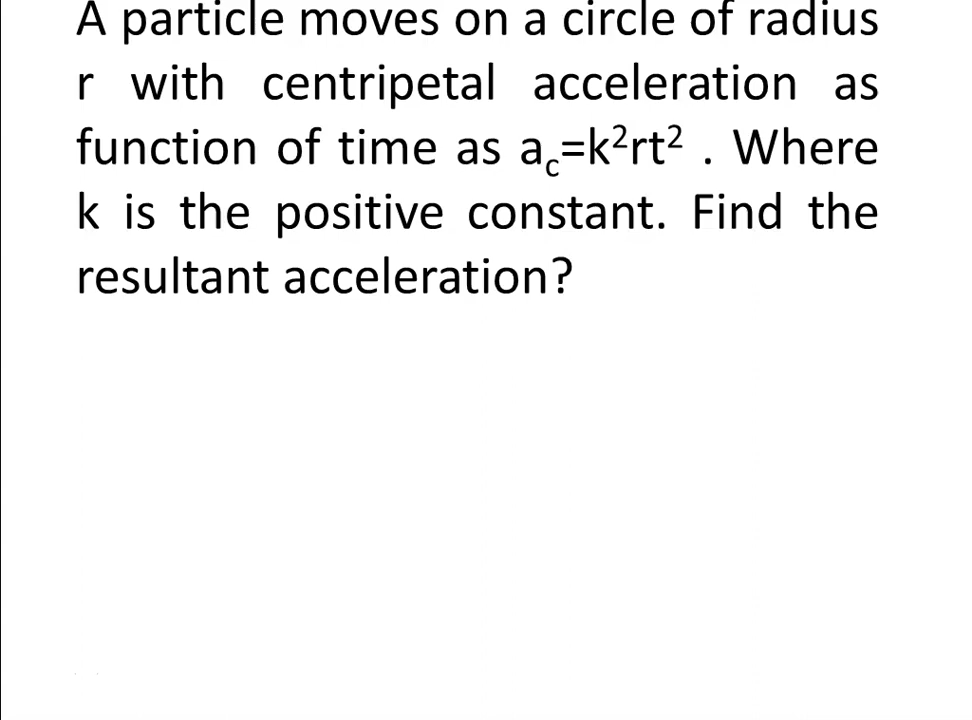 A particle moves on a circle of radius
r with centripetal acceleration as
function of time as a_c=k²rt² . Where
k is the positive constant. Find the
resultant acceleration?